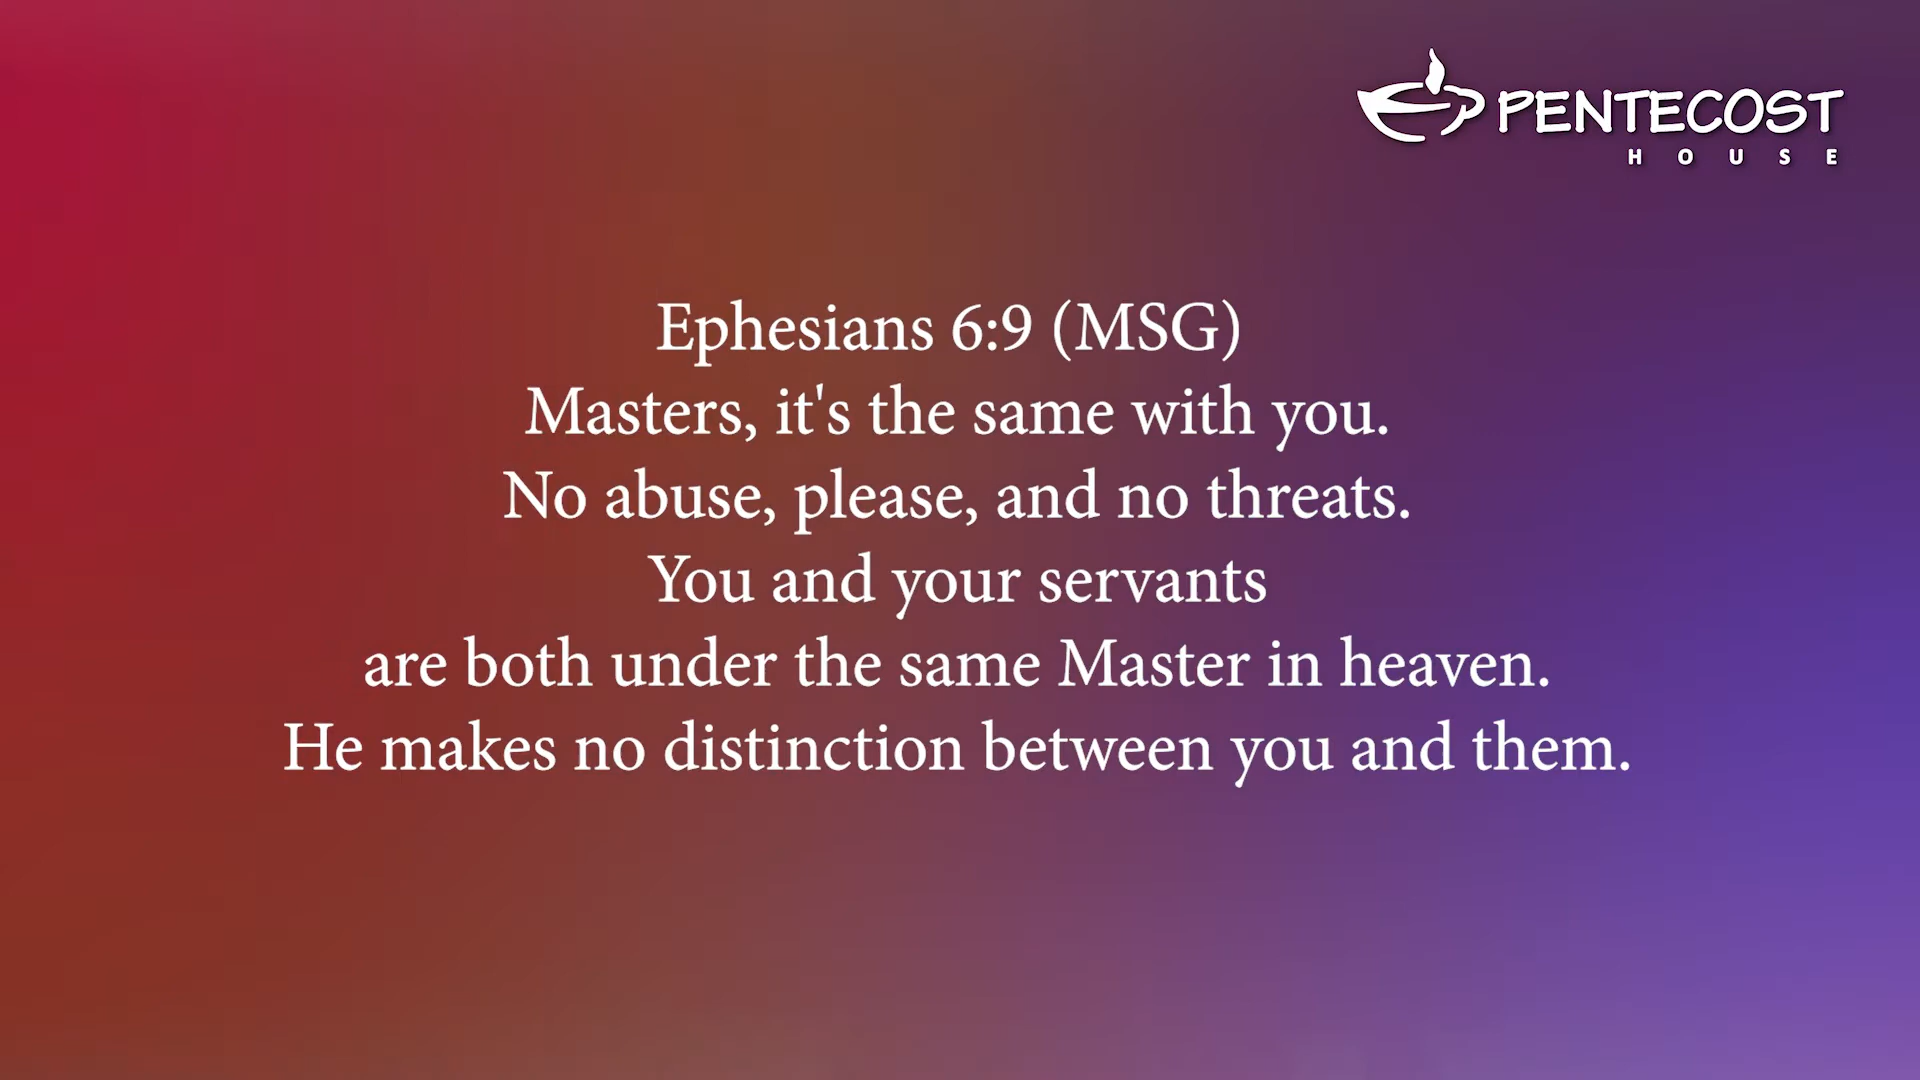 PENTECOST
HOUSE
Ephesians 6:9 (MSG)
Masters, it's the same with you.
No abuse, please, and no threats.
You and your servants
are both under the same Master in heaven.
He makes no distinction between you and them.